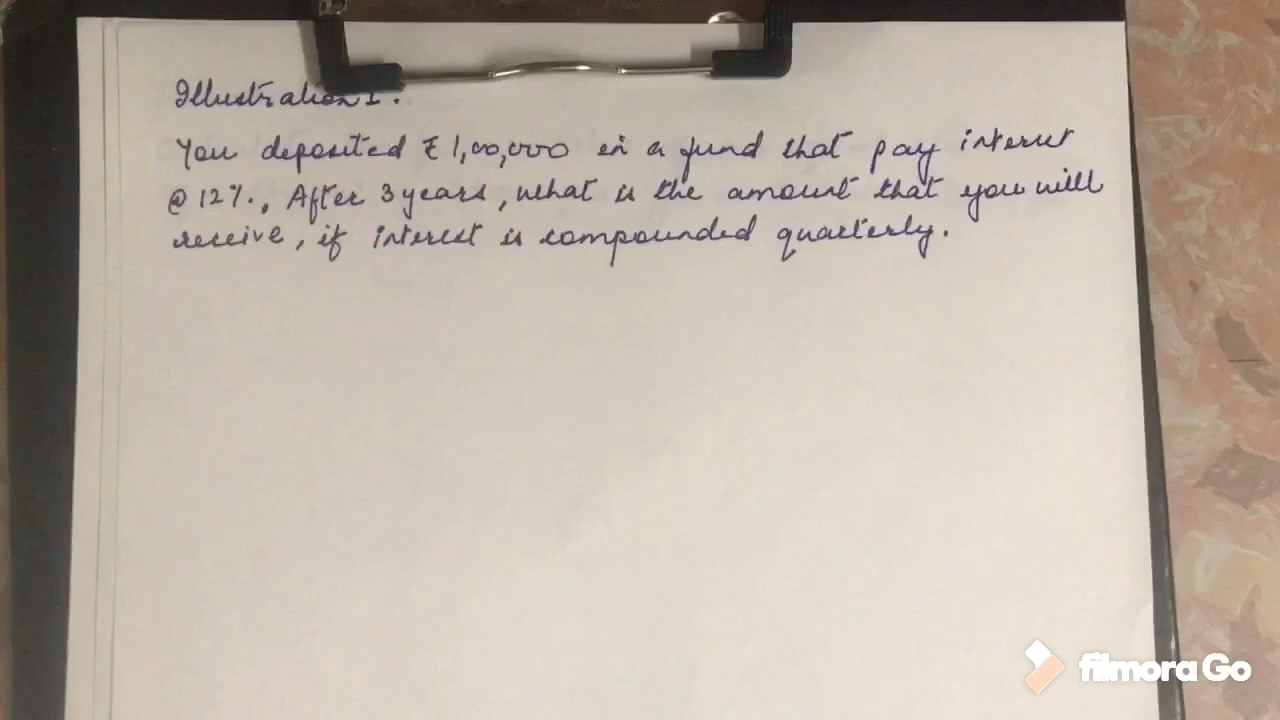 Illustration 1.
You deposited ₹1,00,000 in a fund that pay interest
@ 12%. After 3 years, what is the amount that you will
receive, if interest is compounded quarterly.
filmora Go